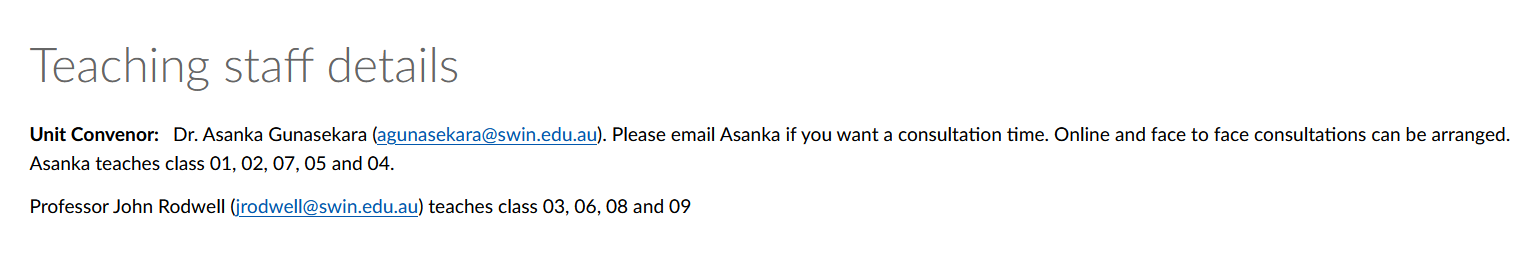 Teaching staff details
Unit Convenor: Dr. Asanka Gunasekara (agunasekara@swin.edu.au). Please email Asanka if you want a consultation time. Online and face to face consultations can be arranged.
Asanka teaches class 01, 02, 07, 05 and 04.
Professor John Rodwell (jrodwell@swin.edu.au) teaches class 03, 06, 08 and 09